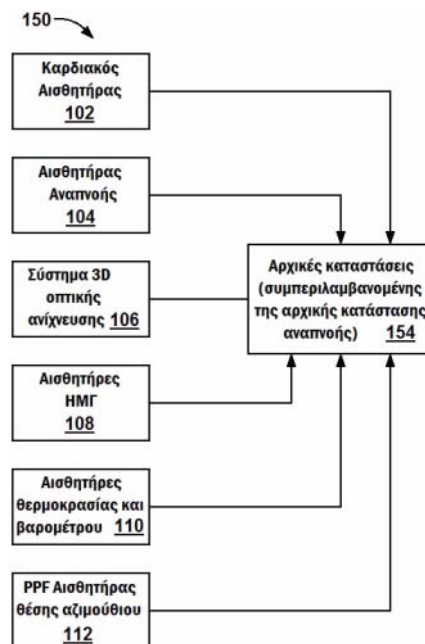 150
Καρδιακός
Αισθητήρας
102
Αισθητήρας
Αναπνοής
104
Σύστημα 3D
οπτικής
ανίχνευσης 106
Αισθητήρες
ΗΜΓ
108
Αισθητήρες
θερμοκρασίας και
βαρομέτρου 110
PPF Αισθητήρας
θέσης αζιμούθιου
112
Αρχικές καταστάσεις
(συμπεριλαμβανομένης
της αρχικής κατάστασης
αναπνοής) 154